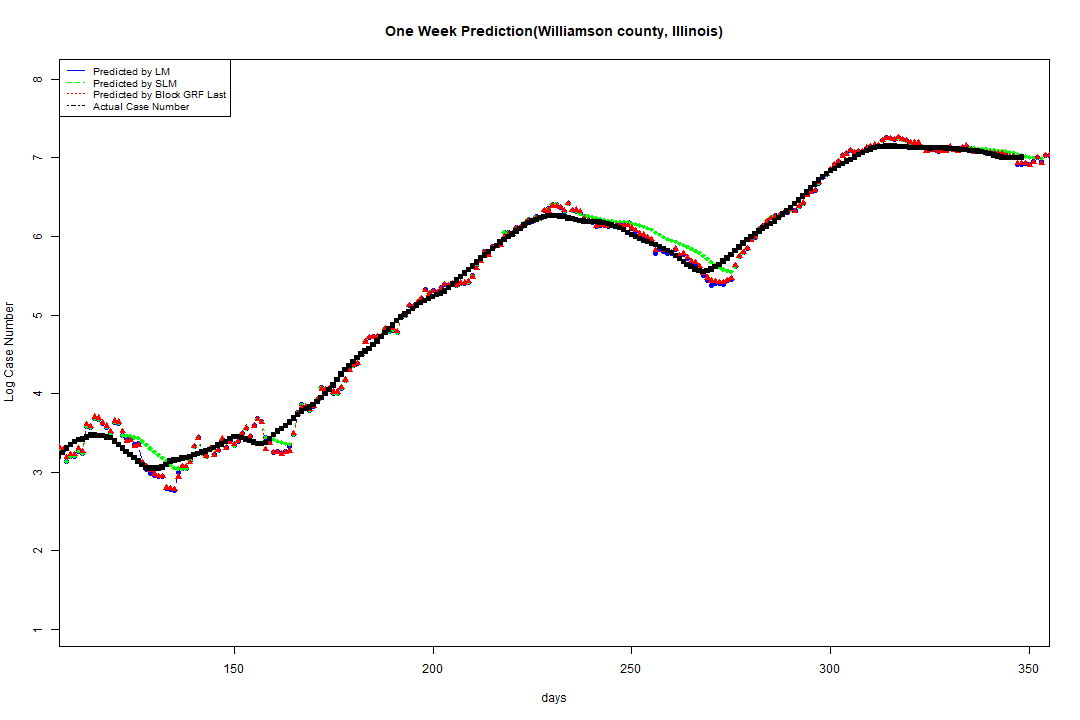 One Week Prediction(Williamson county, Illinois)
Predicted by LM
Predicted by SLM
Predicted by Block GRF Last
Actual Case Number
8
7
6
5
4
3
2
1
Log Case Number
150 200 250 300 350
days